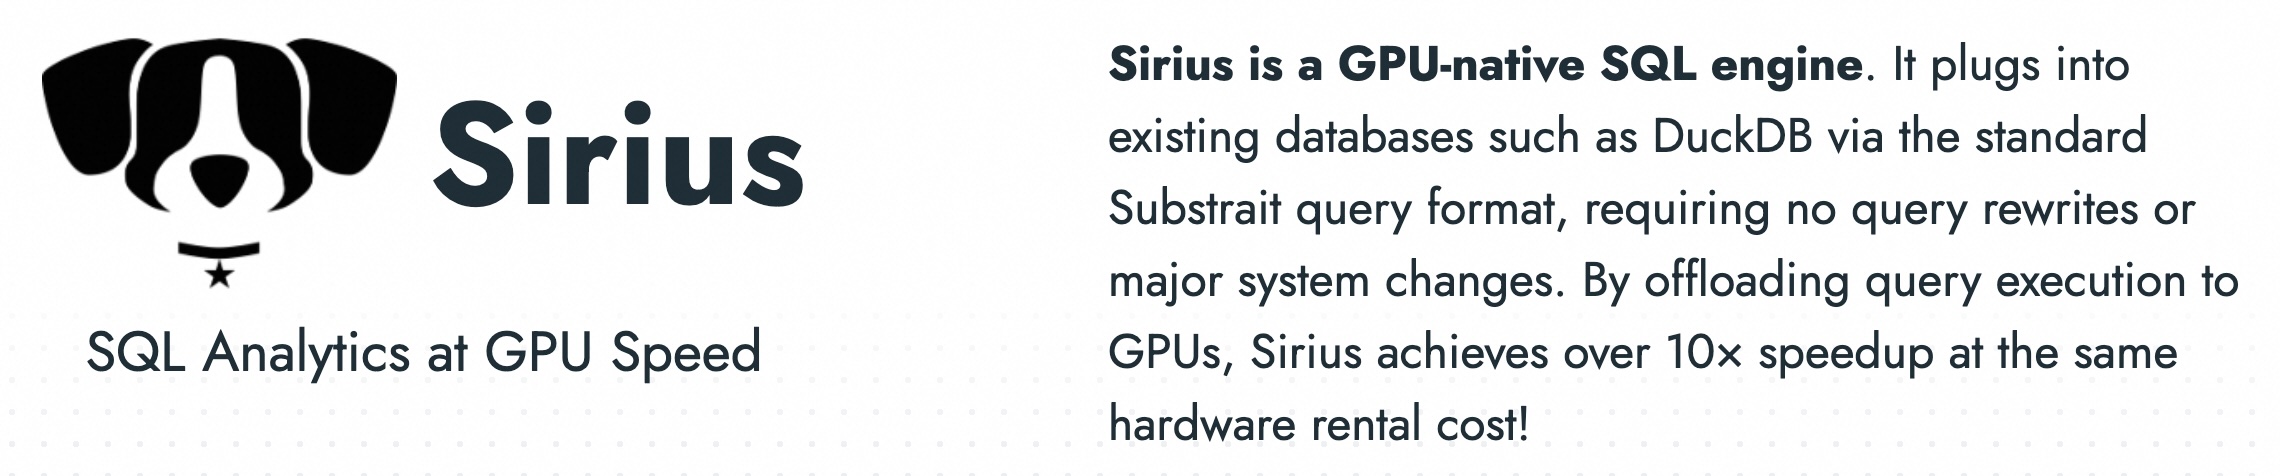 Sirius
SQL Analytics at GPU Speed
Sirius is a GPU-native SQL engine. It plugs into
existing databases such as DuckDB via the standard
Substrait query format, requiring no query rewrites or
major system changes. By offloading query execution to
GPUs, Sirius achieves over 10× speedup at the same
hardware rental cost!